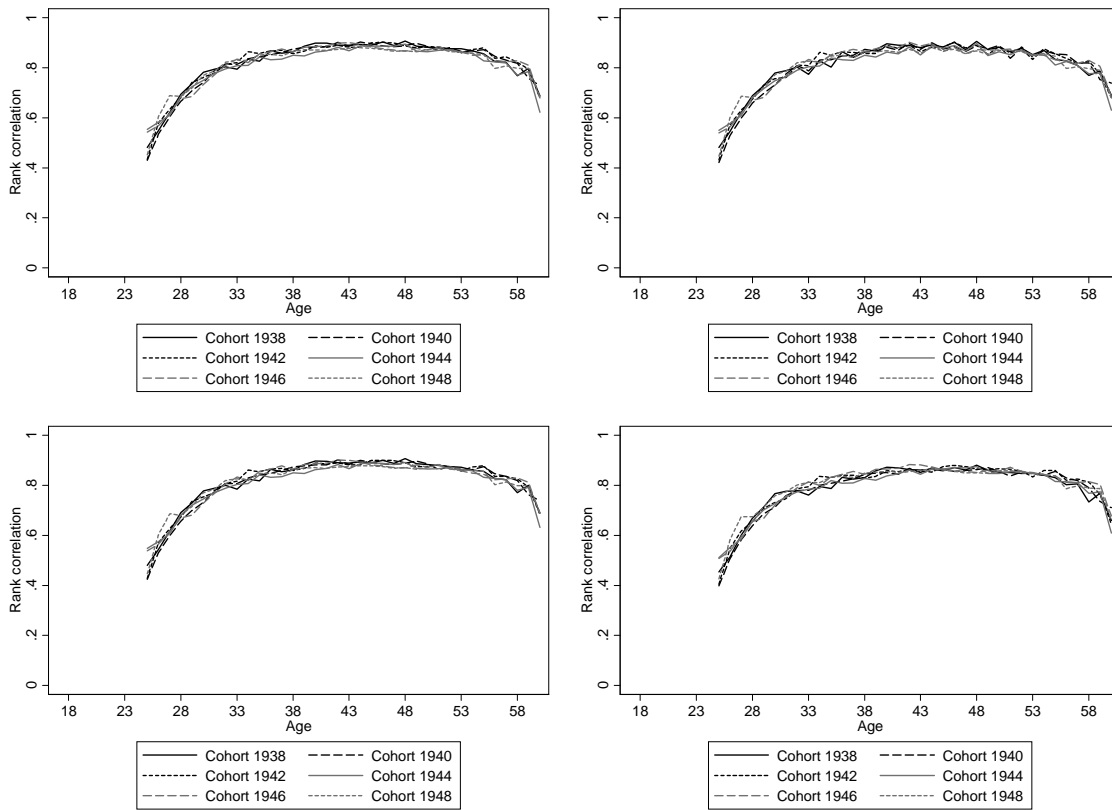 Rank correlation
0 .2 .4 .6 .8 1
18 23 28 33 38 43 48 53 58
Age
Cohort 1938 Cohort 1940
Cohort 1942 Cohort 1944
Cohort 1946 Cohort 1948
Rank correlation
0 .2 .4 .6 .8 1
18 23 28 33 38 43 48 53 58
Age
Cohort 1938 Cohort 1940
Cohort 1942 Cohort 1944
Cohort 1946 Cohort 1948
Rank correlation
0 .2 .4 .6 .8 1
18 23 28 33 38 43 48 53 58
Age
Cohort 1938 Cohort 1940
Cohort 1942 Cohort 1944
Cohort 1946 Cohort 1948
Rank correlation
0 .2 .4 .6 .8 1
18 23 28 33 38 43 48 53 58
Age
Cohort 1938 Cohort 1940
Cohort 1942 Cohort 1944
Cohort 1946 Cohort 1948